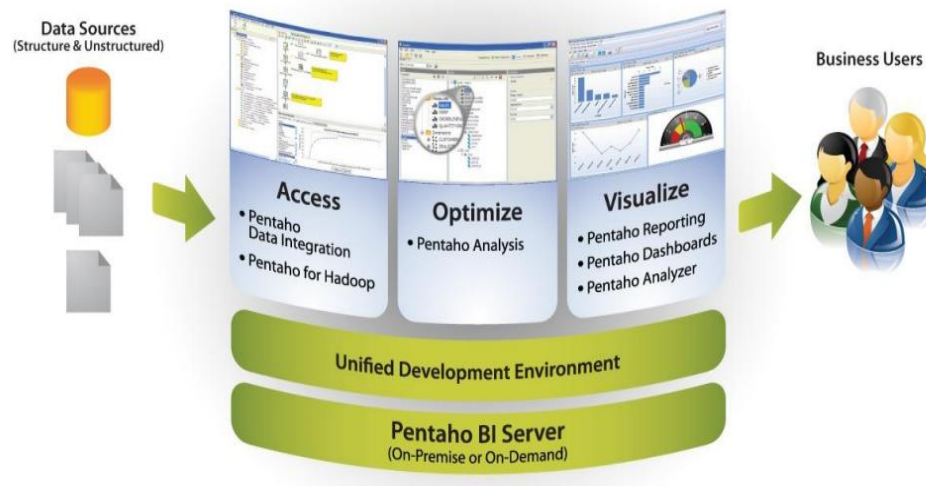 Data Sources
(Structure & Unstructured)
Access
• Pentaho
Data Integration
• Pentaho for Hadoop
Optimize
• Pentaho Analysis
Visualize
• Pentaho Reporting
• Pentaho Dashboards
• Pentaho Analyzer
Business Users
Unified Development Environment
Pentaho BI Server
(On-Premise or On-Demand)